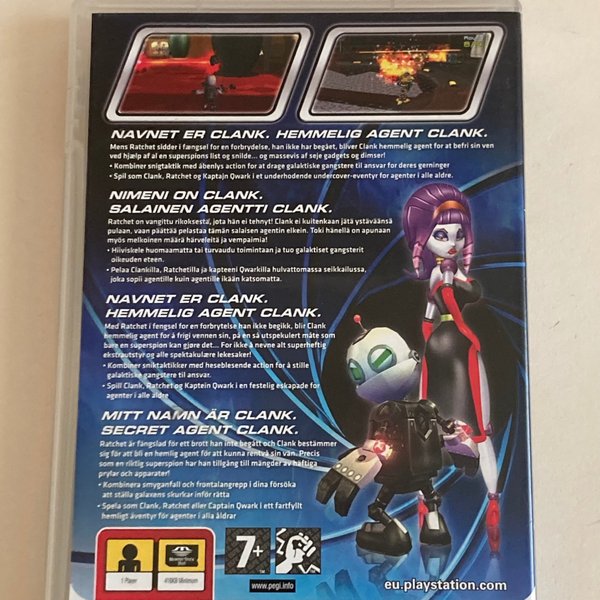 NAVNET ER CLANK. HEMMELIG AGENT CLANK.
Mens Ratchet sidder i fængsel for en forbrydelse, han ikke har begået, bliver Clank hemmelig agent for at befri sin ven
ved hjælp af al en superspions list og snilde... og massevis af seje gadgets og dimser!
• Kombiner snigtaktik med åbenlys action for at drage galaktiske gangstere til ansvar for deres gerninger
• Spil som Clank, Ratchet og Kaptajn Qwark i et underholdende undercover-eventyr for agenter i alle aldre.
NIMENI ON CLANK.
SALAINEN AGENTTI CLANK.
Ratchet on vangittu rikoksesta, jota hän ei tehnyt! Clank ei kuitenkaan jätä ystäväänsä
pulaan, vaan päättää pelastaa tämän salaisen agentin elkein. Toki hänellä on apunaan
myös melkoinen määrä härveleitä ja vempaimia!
• Hiiviskele huomaamatta tai turvaudu toimintaan ja tuo galaktiset gangsterit
oikeuden eteen.
• Pelaa Clankilla, Ratchetilla ja kapteeni Qwarkilla hulvattomassa seikkailussa,
joka sopii agentille kuin agentille ikään katsomatta.
NAVNET ER CLANK.
HEMMELIG AGENT CLANK.
Med Ratchet i fengsel for en forbrytelse han ikke begikk, blir Clank
hemmelig agent for å frigi vennen sin, på en så utspekulert måte som
bare en superspion kan gjøre det... For ikke å nevne alt superheftig
ekstrautstyr og alle spektakulære lekesaker!
• Kombiner sniktaktikker med heseblesende action for å stille
galaktiske gangstere til ansvar.
• Spill Clank, Ratchet og Kaptein Qwark i en festelig eskapade for
agenter i alle aldre
MITT NAMN ÄR CLANK.
SECRET AGENT CLANK.
Ratchet är fängslad för ett brott han inte begått och Clank bestämmer
sig för att bli en hemlig agent för att kunna rentvå sin vän. Precis
som en riktig superspion har han tillgång till mängder av häftiga
prylar och apparater!
• Kombinera smyganfall och frontalangrepp i dina försöka
att ställa galaxens skurkar inför rätta
• Spela som Clank, Ratchet eller Captain Qwark i ett fartfyllt
hemligt äventyr för agenter i alla åldrar
1 Player
416KB Minimum
7+
www.pegi.info
eu.playstation.com